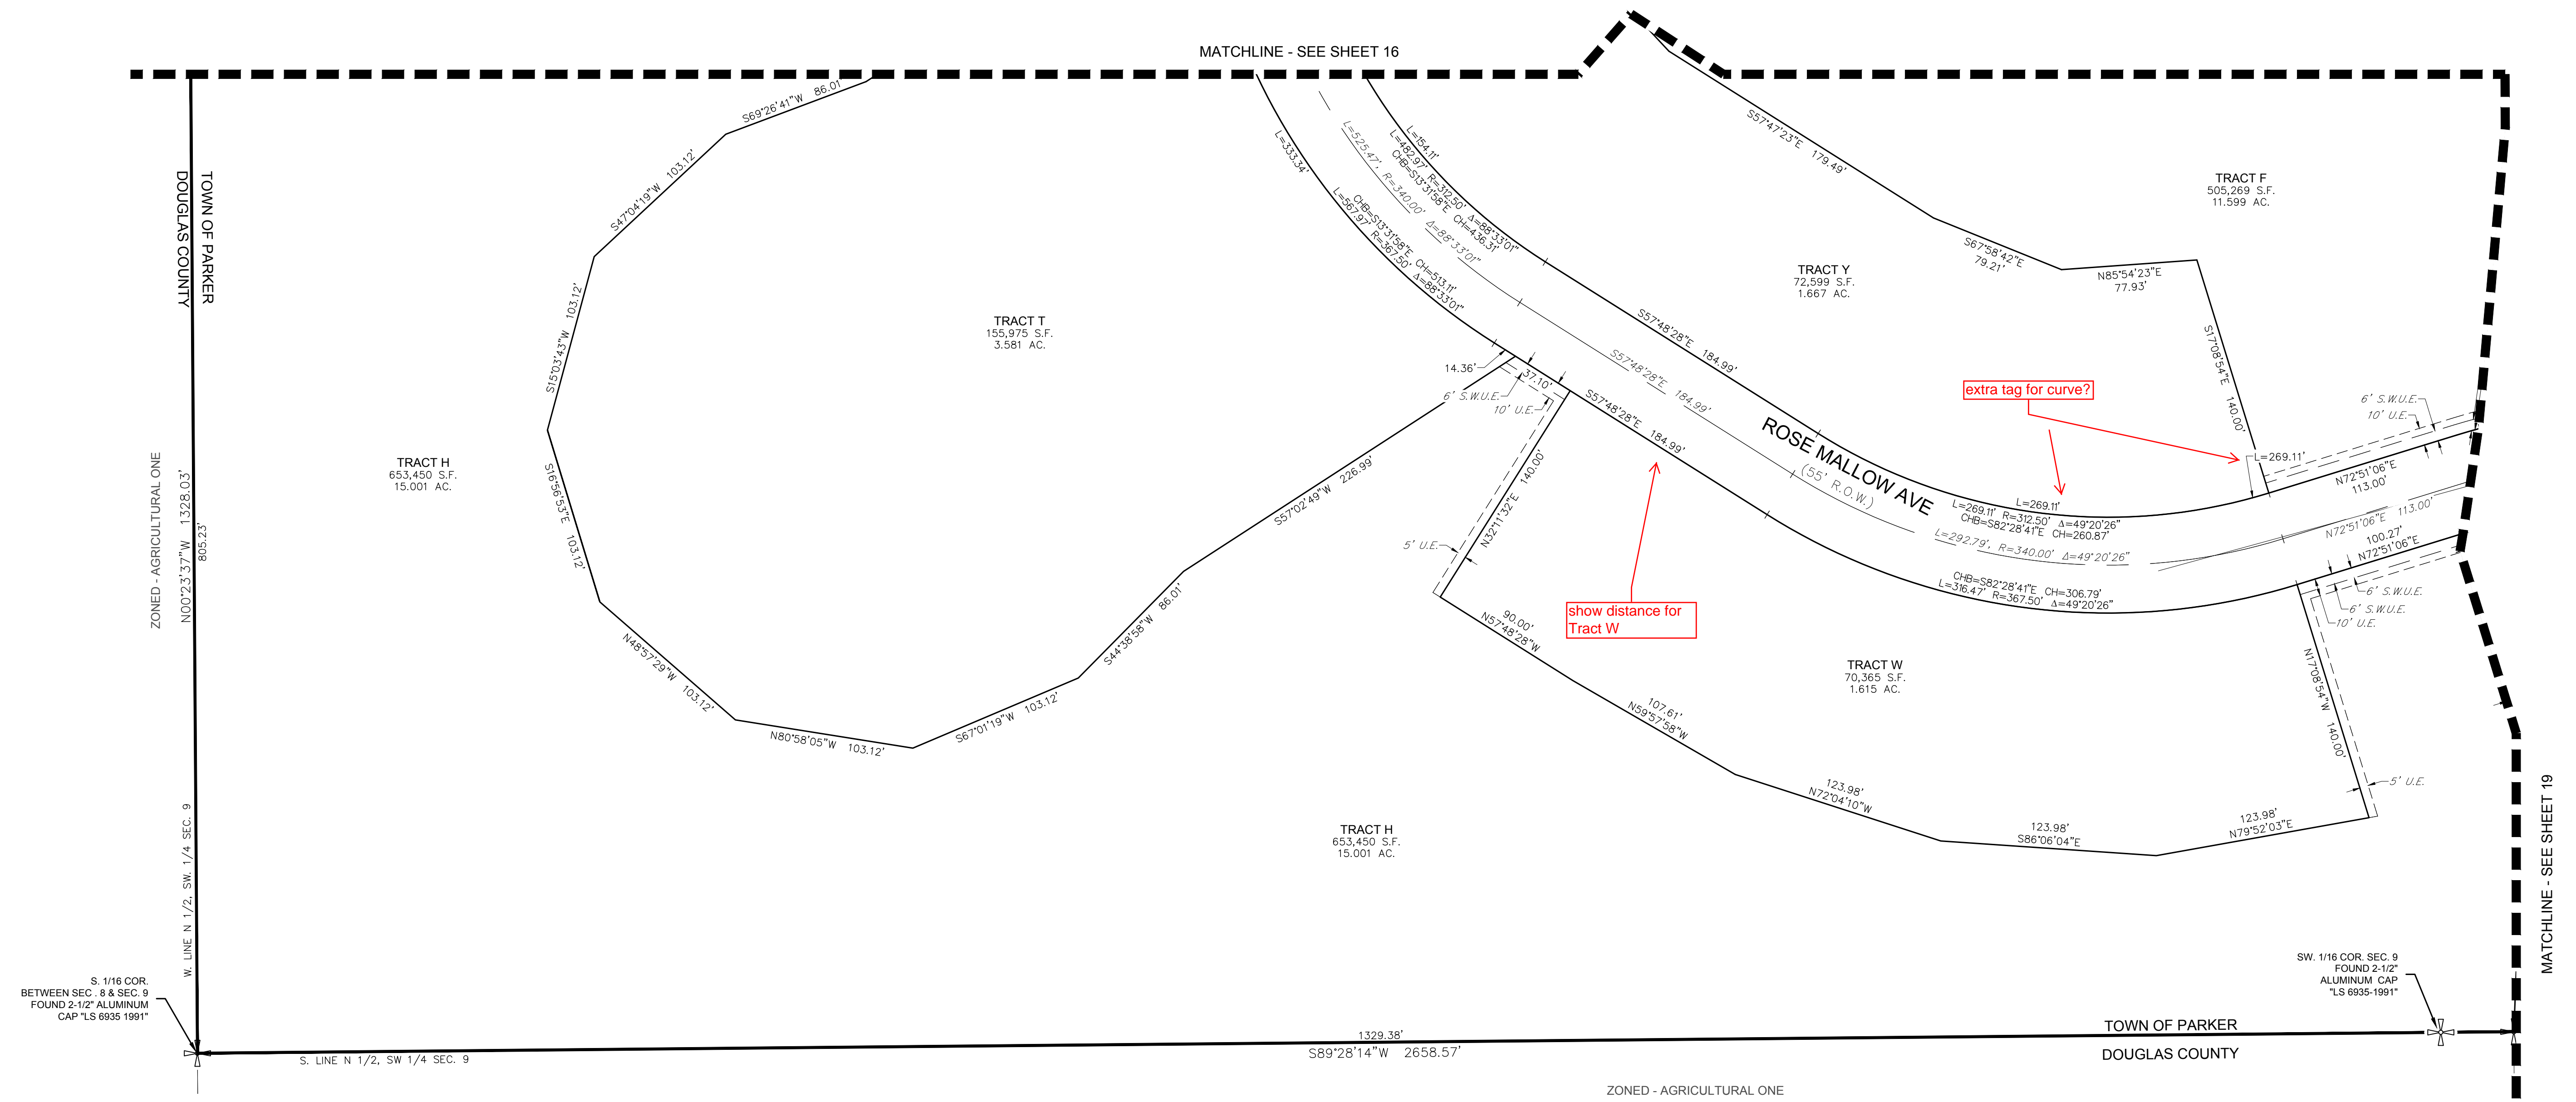 MATCHLINE - SEE SHEET 16
S69°26'41"W 86.01'
S47°04'19"W 103.12'
S15°03'43"W 103.12'
S16°56'53"E 103.12'
N48°57'29"W 103.12'
N80°58'05"W 103.12'
S67°01'19"W 103.12'
S44°38'58"W 86.01'
S57°02'49"W 226.99'
TOWN OF PARKER
DOUGLAS COUNTY
ZONED - AGRICULTURAL ONE
N00°23'37"W 1328.03'
805.23'
W. LINE N 1/2, SW. 1/4 SEC. 9
TRACT H
653,450 S.F.
15.001 AC.
TRACT T
155,975 S.F.
3.581 AC.
L=333.34'
CHB=S13°31'58"E CH=513.11'
L=567.97' R=367.50' Δ=88°33'01"
L=525.47', R=340.00' Δ=88°33'01"
L=154.11'
L=482.97' R=312.50' Δ=88°33'01"
CHB=S13°31'58"E CH=436.31'
S57°47'23"E 179.49'
S67°58'42"E
79.21'
N85°54'23"E
77.93'
S17°08'54"E 140.00'
TRACT F
505,269 S.F.
11.599 AC.
TRACT Y
72,599 S.F.
1.667 AC.
S57°48'28"E 184.99'
S57°48'28"E 184.99'
S57°48'28"E 184.99'
14.36'
37.10'
6' S.W.U.E.
10' U.E.
5' U.E.
N32°11'32"E 140.00'
ROSE MALLOW AVE
(55' R.O.W.)
extra tag for curve?
show distance for
Tract W
6' S.W.U.E.
10' U.E.
L=269.11'
N72°51'06"E
113.00'
L=269.11'
L=269.11' R=312.50' Δ=49°20'26"
CHB=S82°28'41"E CH=260.87'
L=292.79', R=340.00' Δ=49°20'26"
N72°51'06"E 113.00'
100.27'
N72°51'06"E
CHB=S82°28'41"E CH=306.79'
L=316.47' R=367.50' Δ=49°20'26"
6' S.W.U.E.
6' S.W.U.E.
10' U.E.
90.00'
N57°48'28"W
107.61'
N59°57'58"W
TRACT W
70,365 S.F.
1.615 AC.
N17°08'54"W 140.00'
5' U.E.
123.98'
N72°04'10"W
123.98'
S86°06'04"E
123.98'
N79°52'03"E
TRACT H
653,450 S.F.
15.001 AC.
MATCHLINE - SEE SHEET 19
S. 1/16 COR.
BETWEEN SEC . 8 & SEC. 9
FOUND 2-1/2" ALUMINUM
CAP "LS 6935 1991"
SW. 1/16 COR. SEC. 9
FOUND 2-1/2"
ALUMINUM CAP
"LS 6935-1991"
S. LINE N 1/2, SW 1/4 SEC. 9
1329.38'
S89°28'14"W 2658.57'
TOWN OF PARKER
DOUGLAS COUNTY
ZONED - AGRICULTURAL ONE